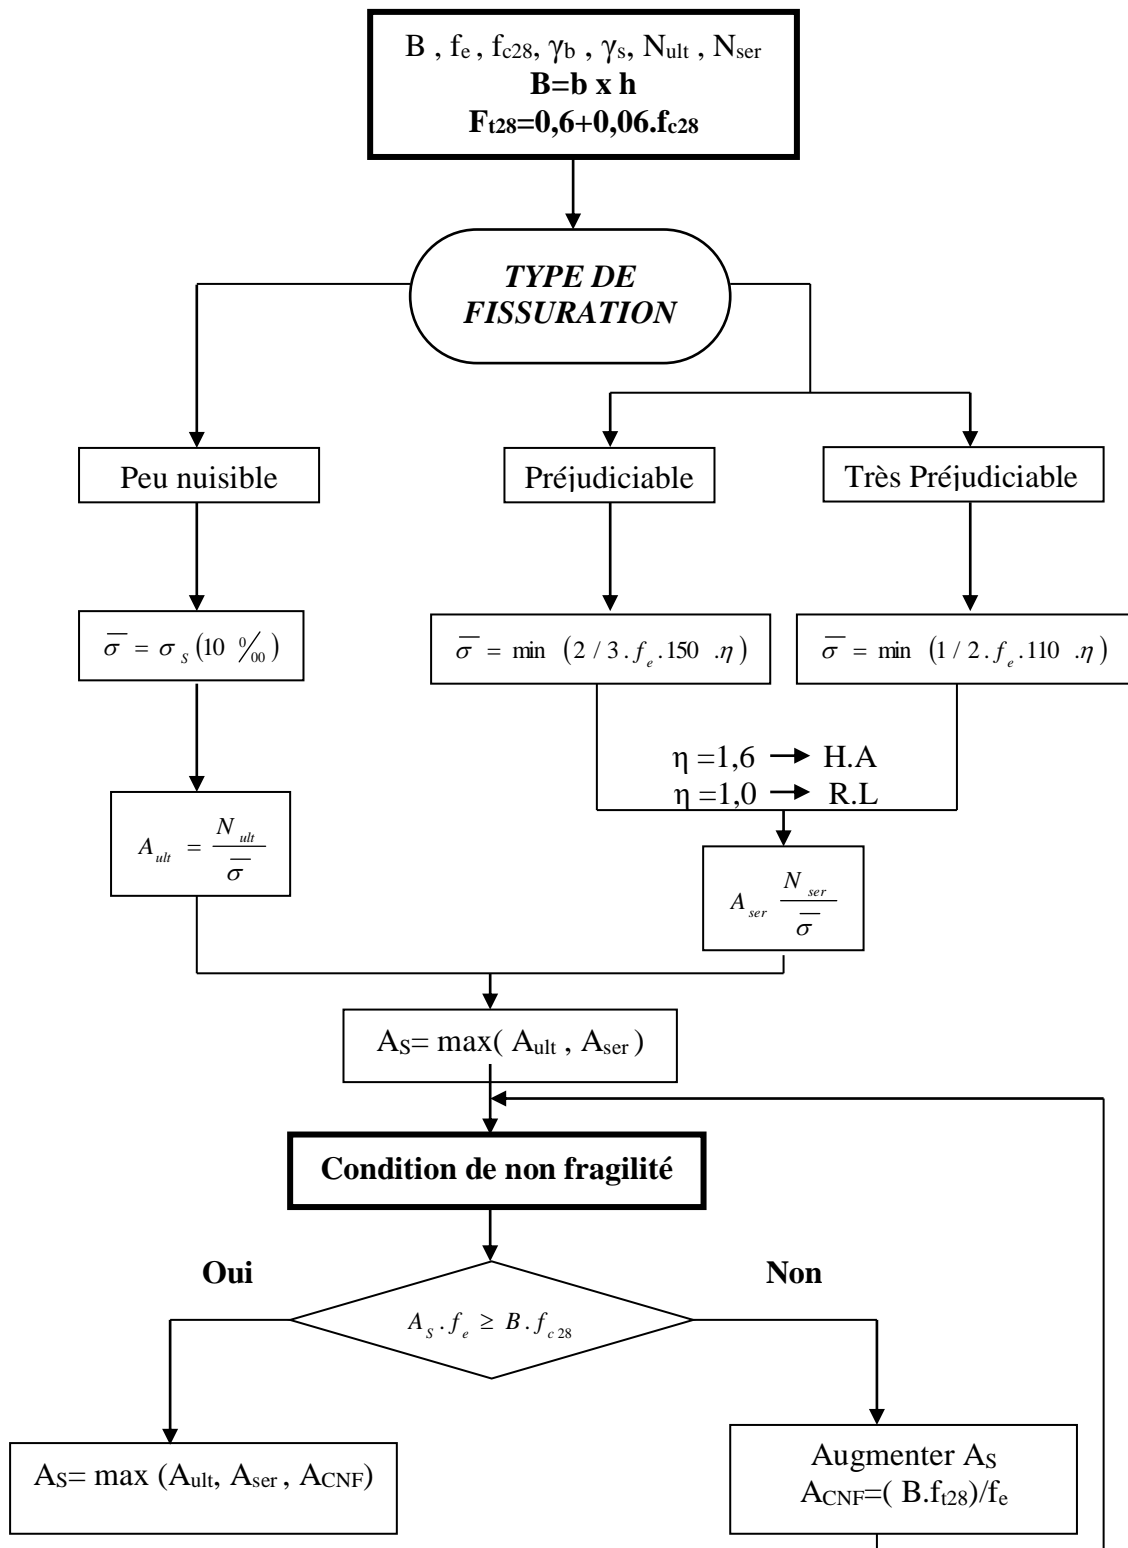 B , fe , fc28, γb , γs, Nult , Nser
B=b x h
Ft28=0,6+0,06.fc28
TYPE DE
FISSURATION
Peu nuisible
Préjudiciable
Très Préjudiciable
σ̅ = σS (10 0/00)
σ̅ = min (2 / 3 . fe .150 .η)
σ̅ = min (1 / 2 . fe .110 .η)
η =1,6 → H.A
η =1,0 → R.L
Ault = Nult / σ̅
Aser Nser / σ̅
AS= max( Ault , Aser )
Condition de non fragilité
Oui
Non
AS . fe ≥ B . fc28
AS= max (Ault, Aser , ACNF)
Augmenter AS
ACNF=( B.ft28)/fe